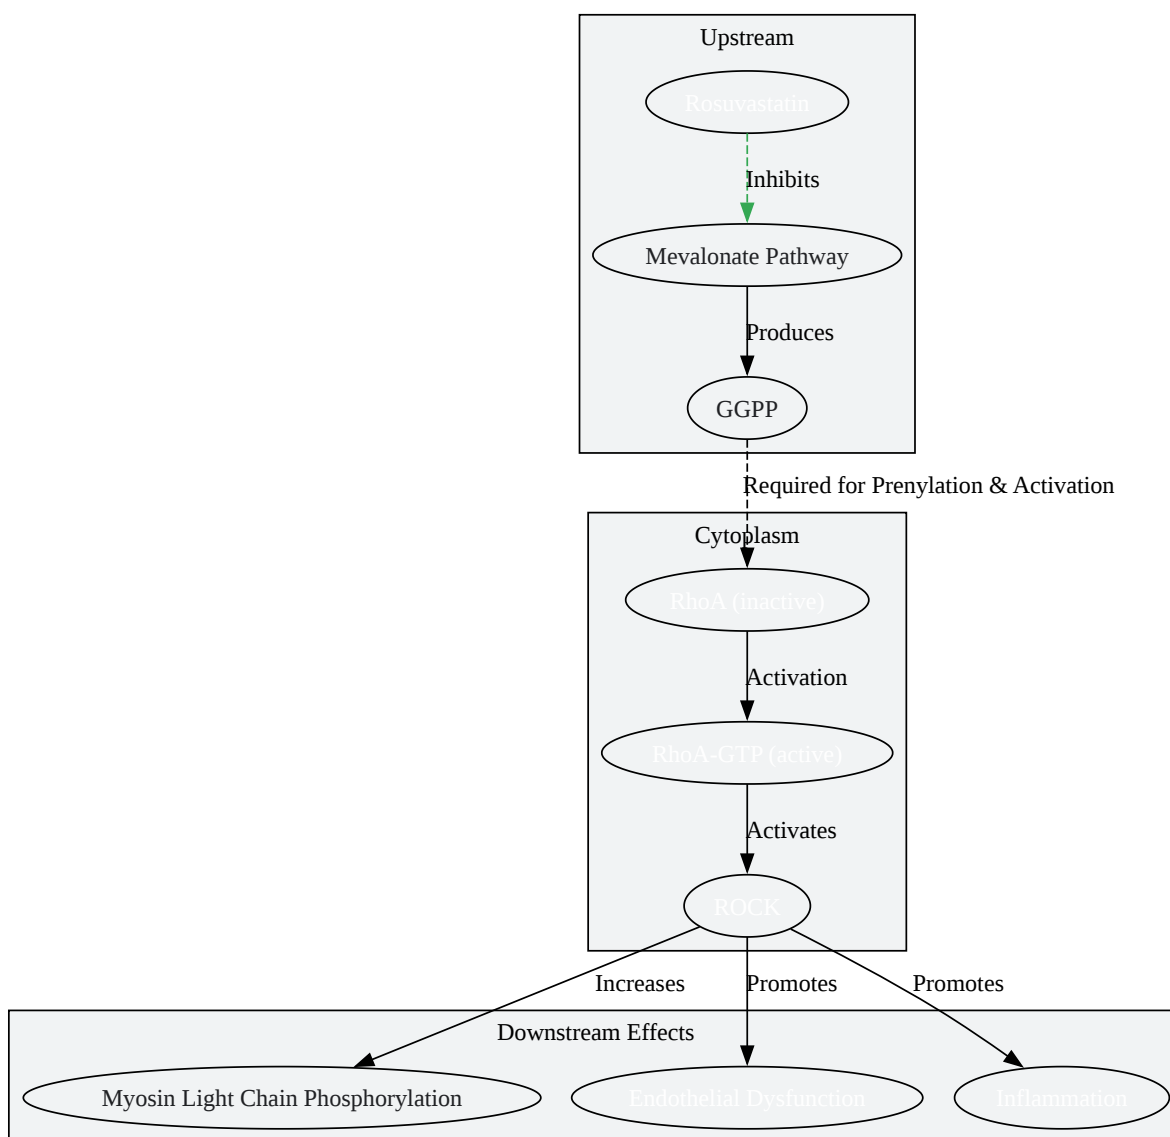 Upstream
Rosuvastatin
Inhibits
Mevalonate Pathway
Produces
GGPP
Required for Prenylation & Activation
Cytoplasm
RhoA (inactive)
Activation
RhoA-GTP (active)
Activates
ROCK
Increases
Promotes
Promotes
Downstream Effects
Myosin Light Chain Phosphorylation
Endothelial Dysfunction
Inflammation